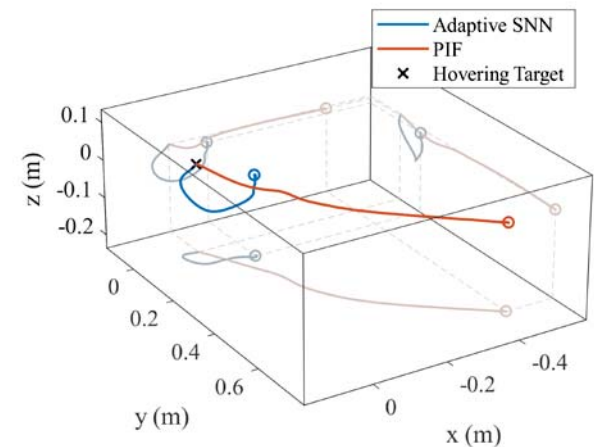 Adaptive SNN
PIF
Hovering Target
0.1
0
-0.1
-0.2
z (m)
0
0.2
0.4
0.6
y (m)
0
-0.2
-0.4
x (m)